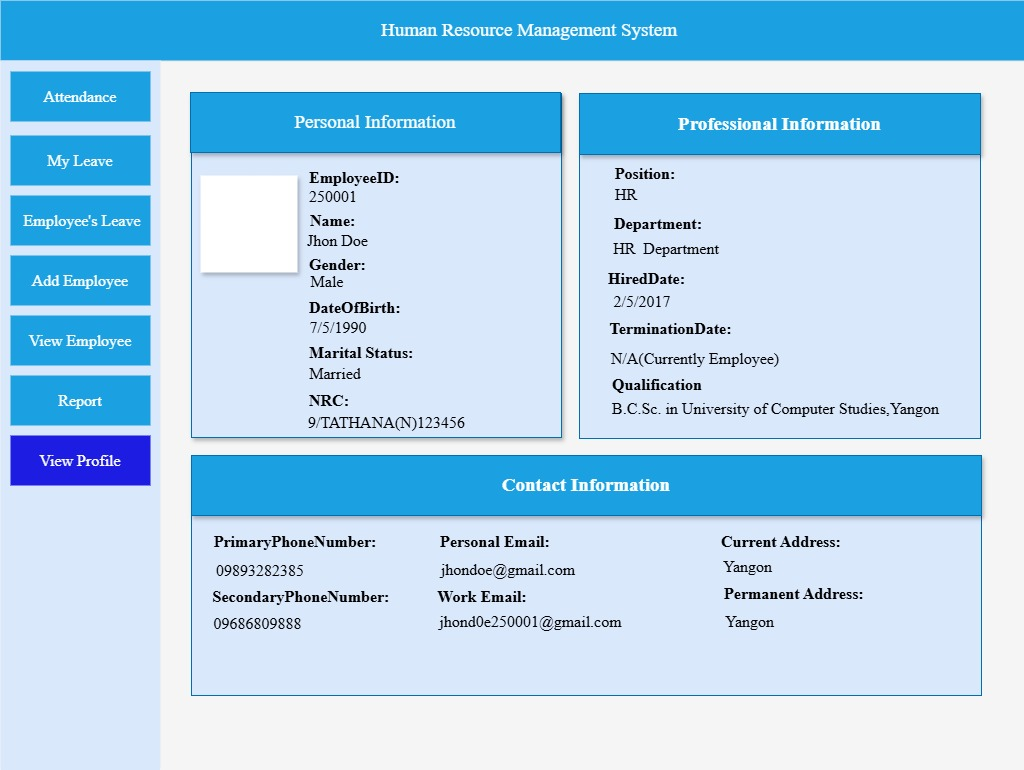 Human Resource Management System
Attendance
My Leave
Employee's Leave
Add Employee
View Employee
Report
View Profile
Personal Information
EmployeeID:
250001
Name:
Jhon Doe
Gender:
Male
DateOfBirth:
7/5/1990
Marital Status:
Married
NRC:
9/TATHANA(N)123456
Professional Information
Position:
HR
Department:
HR  Department
HiredDate:
2/5/2017
TerminationDate:
N/A(Currently Employee)
Qualification
B.C.Sc. in University of Computer Studies,Yangon
Contact Information
PrimaryPhoneNumber:
09893282385
SecondaryPhoneNumber:
09686809888
Personal Email:
jhondoe@gmail.com
Work Email:
jhond0e250001@gmail.com
Current Address:
Yangon
Permanent Address:
Yangon